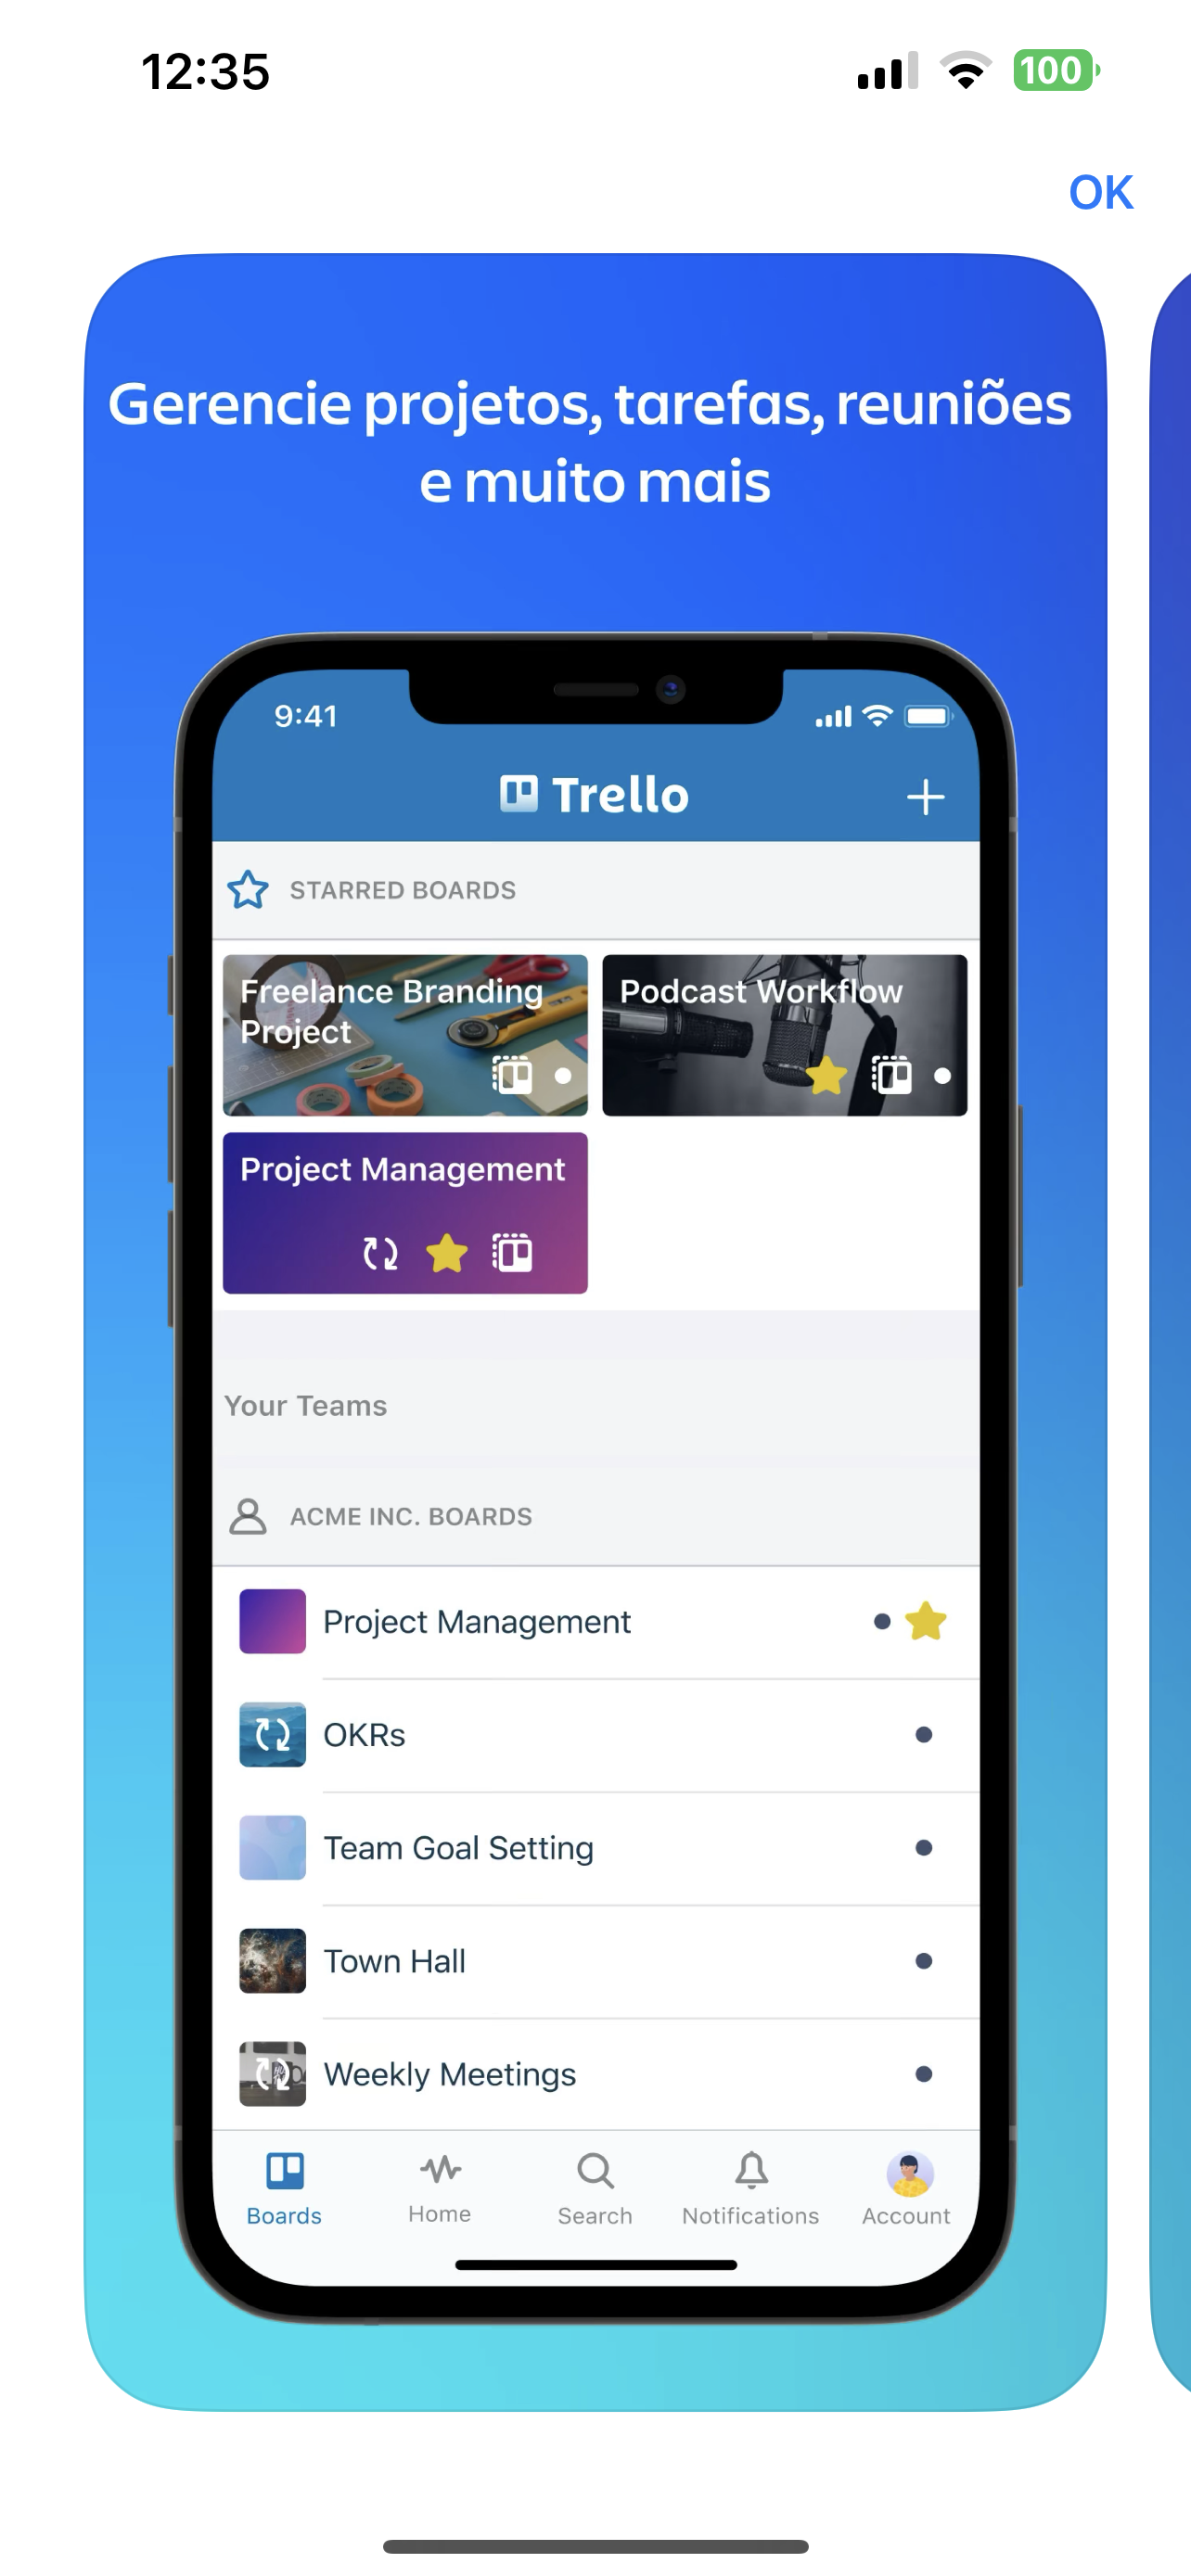 12:35
100
OK
Gerencie projetos, tarefas, reuniões
e muito mais
9:41
Trello
STARRED BOARDS
Freelance Branding
Project
Podcast Workflow
Project Management
Your Teams
ACME INC. BOARDS
Project Management
OKRs
Team Goal Setting
Town Hall
Weekly Meetings
Boards
Home
Search
Notifications
Account